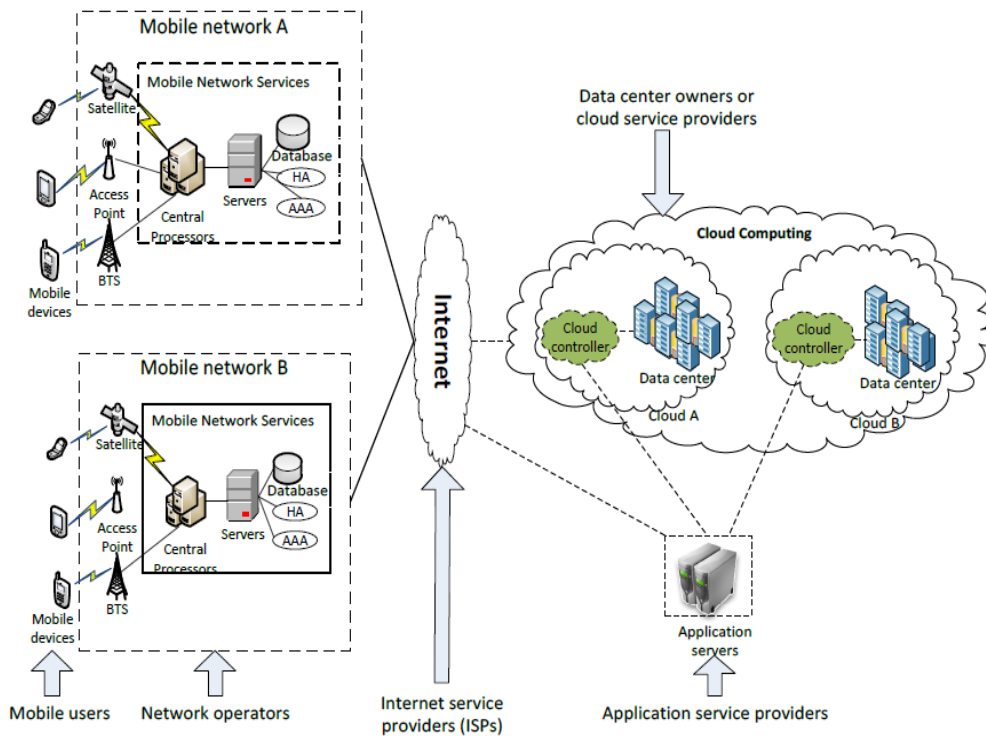 Mobile network A
Mobile Network Services
Satellite
Database
HA
AAA
Access
Point
Servers
Central
Processors
BTS
Mobile
devices
Mobile network B
Mobile Network Services
Satellite
Database
HA
AAA
Access
Point
Servers
Central
Processors
BTS
Mobile
devices
Mobile users
Network operators
Internet
Internet service
providers (ISPs)
Data center owners or
cloud service providers
Cloud Computing
Cloud
controller
Data center
Cloud A
Cloud
controller
Data center
Cloud B
Application
servers
Application service providers